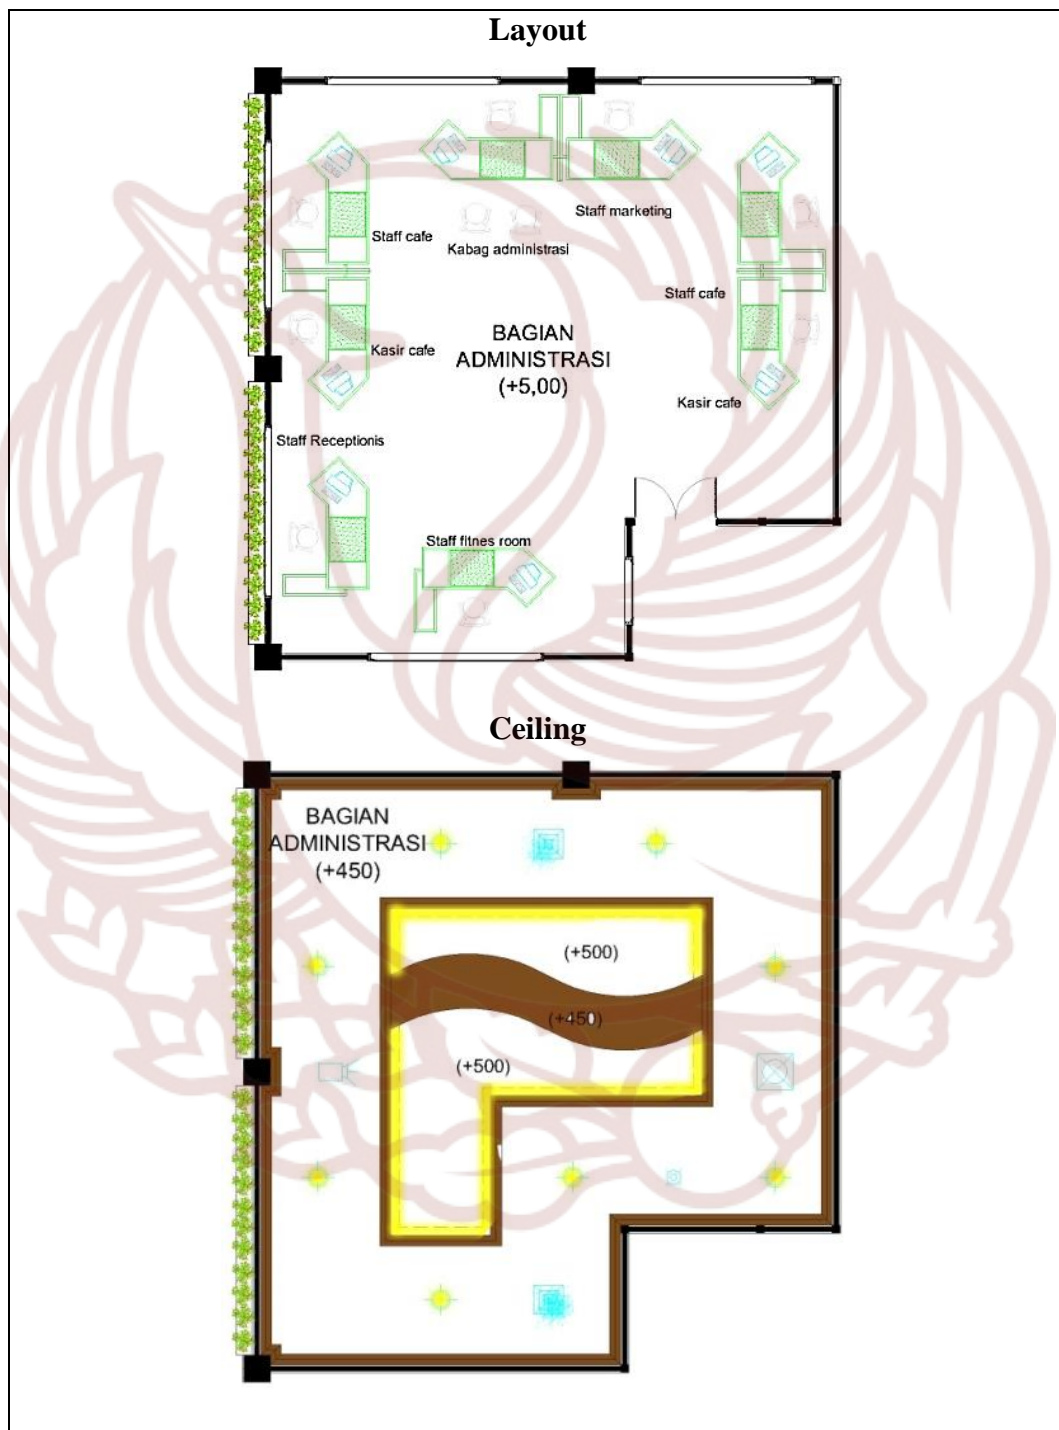 Layout
Staff marketing
Staff cafe
Kabag administrasi
Staff cafe
BAGIAN
ADMINISTRASI
(+5,00)
Kasir cafe
Kasir cafe
Staff Receptionis
Staff fitnes room
Ceiling
BAGIAN
ADMINISTRASI
(+450)
(+500)
(+450)
(+500)